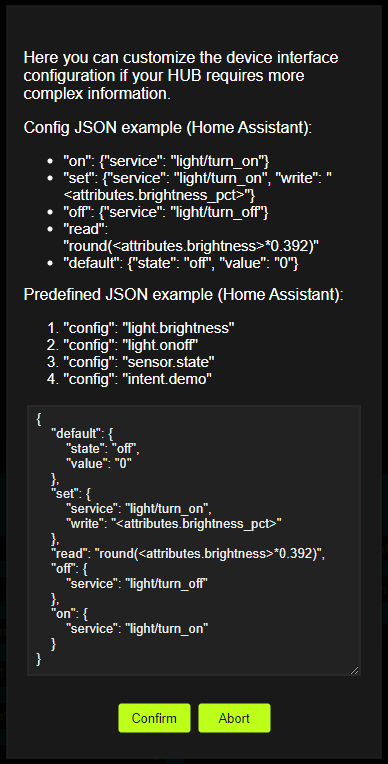 Here you can customize the device interface
configuration if your HUB requires more
complex information.
Config JSON example (Home Assistant):
• "on": {"service": "light/turn_on"}
• "set": {"service": "light/turn_on", "write": "
<attributes.brightness_pct>"}
• "off": {"service": "light/turn_off"}
• "read":
"round(<attributes.brightness>*0.392)"
• "default": {"state": "off", "value": "0"}
Predefined JSON example (Home Assistant):
1. "config": "light.brightness"
2. "config": "light.onoff"
3. "config": "sensor.state"
4. "config": "intent.demo"
{
"default": {
"state": "off",
"value": "0"
},
"set": {
"service": "light/turn_on",
"write": "<attributes.brightness_pct>"
},
"read": "round(<attributes.brightness>*0.392)",
"off": {
"service": "light/turn_off"
},
"on": {
"service": "light/turn_on"
}
}
Confirm Abort